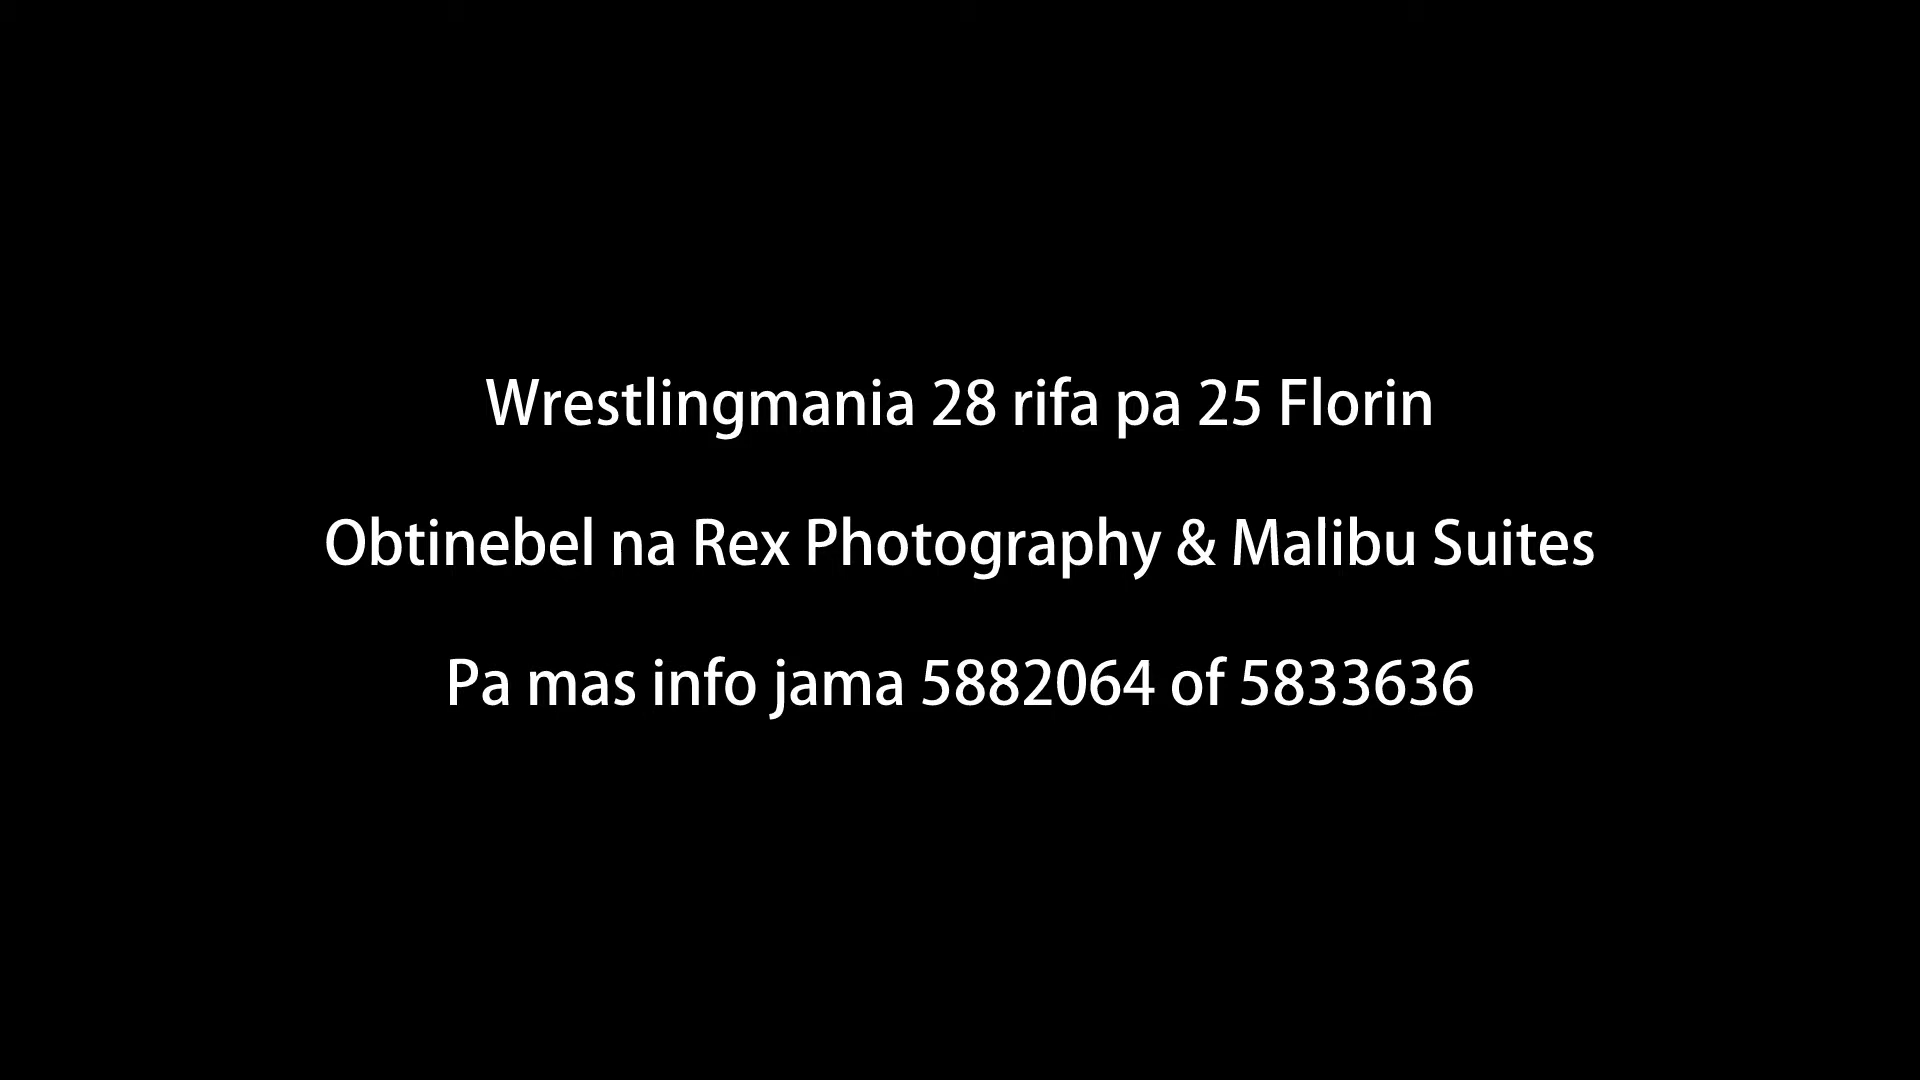 Wrestlingmania 28 rifa pa 25 Florin
Obtinebel na Rex Photography & Malibu Suites
Pa mas info jama 5882064 of 5833636